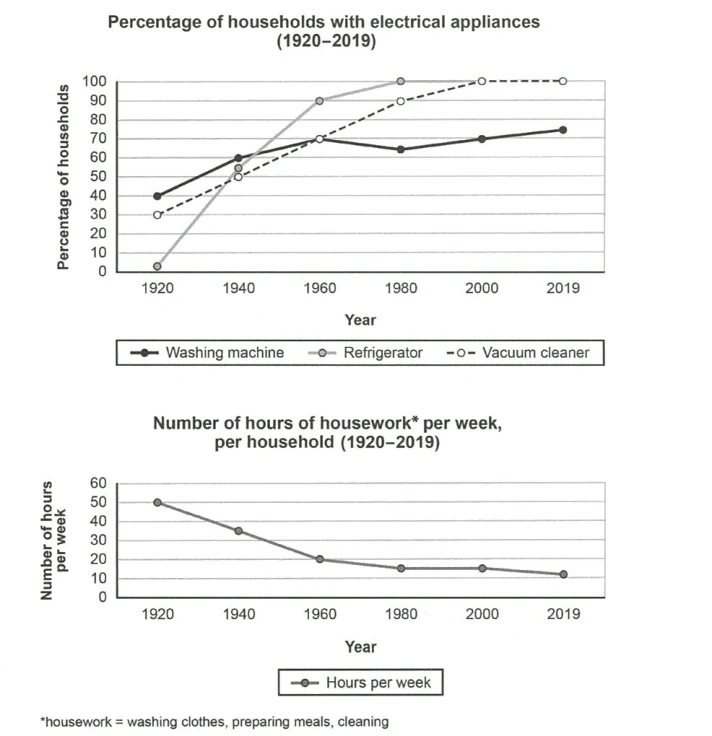 Percentage of households with electrical appliances
(1920–2019)
Percentage of households
100
90
80
70
60
50
40
30
20
10
0
1920 1940 1960 1980 2000 2019
Year
Washing machine Refrigerator Vacuum cleaner
Number of hours of housework* per week,
per household (1920–2019)
Number of hours
per week
60
50
40
30
20
10
0
1920 1940 1960 1980 2000 2019
Year
Hours per week
*housework = washing clothes, preparing meals, cleaning